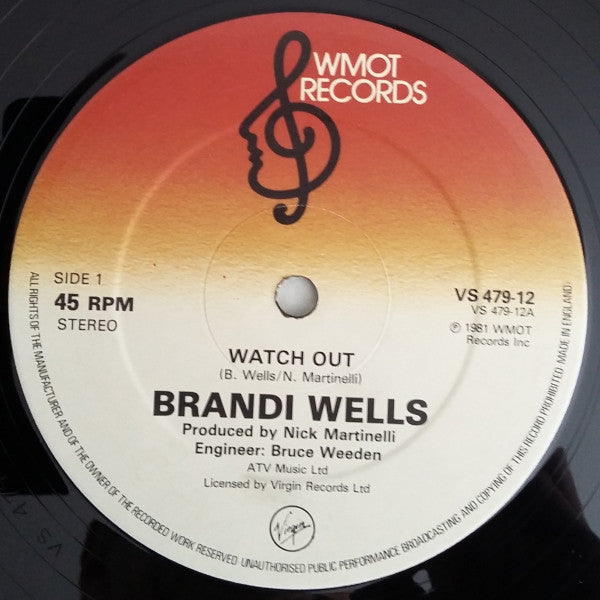 WMOT
RECORDS
SIDE 1
45 RPM
STEREO
VS 479-12
VS 479-12A
℗ 1981 WMOT
Records Inc
WATCH OUT
(B. Wells/N. Martinelli)
BRANDI WELLS
Produced by Nick Martinelli
Engineer: Bruce Weeden
ATV Music Ltd
Licensed by Virgin Records Ltd
Virgin
ALL RIGHTS OF THE MANUFACTURER AND OF THE OWNER OF THE RECORDED WORK RESERVED. UNAUTHORISED PUBLIC PERFORMANCE BROADCASTING AND COPYING OF THIS RECORD PROHIBITED. MADE IN ENGLAND.